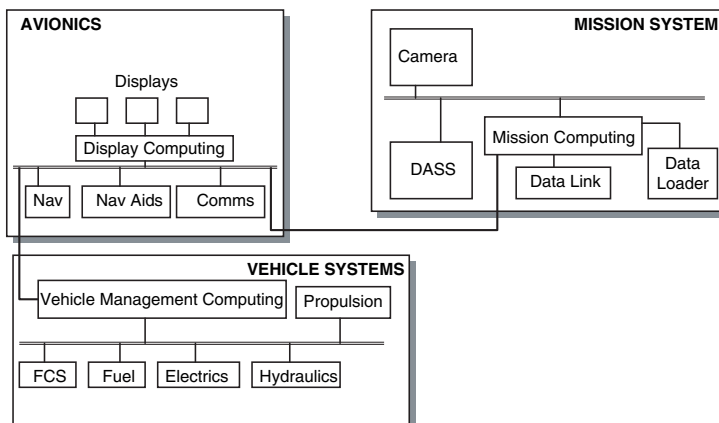 AVIONICS
Displays
Display Computing
Nav
Nav Aids
Comms
MISSION SYSTEM
Camera
Mission Computing
DASS
Data Link
Data
Loader
VEHICLE SYSTEMS
Vehicle Management Computing
Propulsion
FCS
Fuel
Electrics
Hydraulics